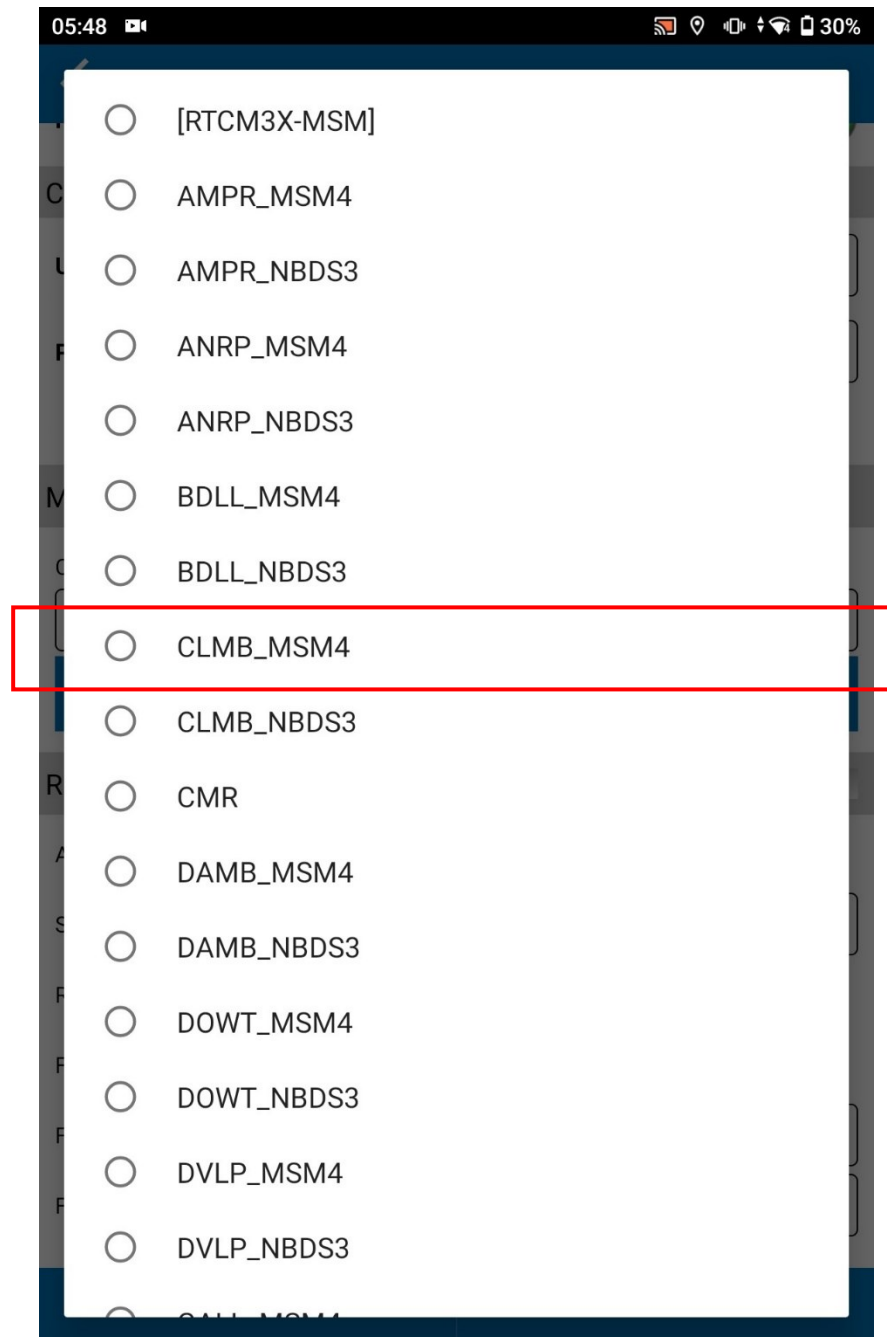 05:48 30%
[RTCM3X-MSM]
AMPR_MSM4
AMPR_NBDS3
ANRP_MSM4
ANRP_NBDS3
BDLL_MSM4
BDLL_NBDS3
CLMB_MSM4
CLMB_NBDS3
CMR
DAMB_MSM4
DAMB_NBDS3
DOWT_MSM4
DOWT_NBDS3
DVLP_MSM4
DVLP_NBDS3